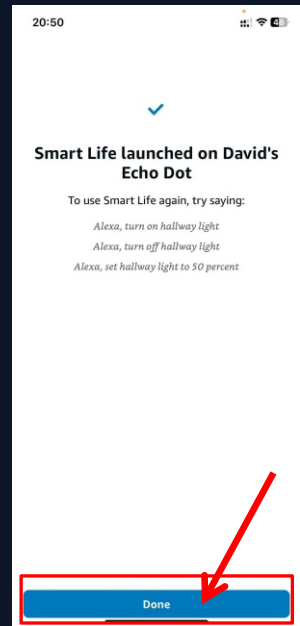 20:50
48
Smart Life launched on David's
Echo Dot
To use Smart Life again, try saying:
Alexa, turn on hallway light
Alexa, turn off hallway light
Alexa, set hallway light to 50 percent
Done